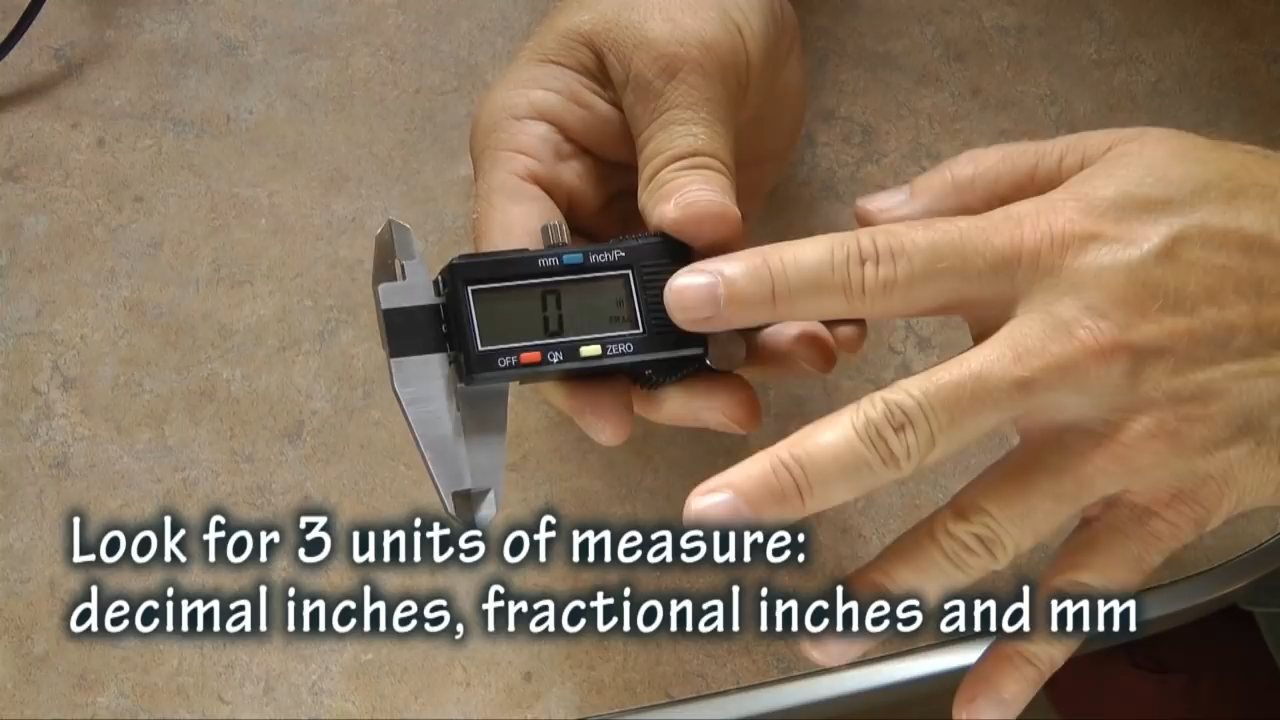 mm inch/F
0
IN
OFF ON ZERO
Look for 3 units of measure:
decimal inches, fractional inches and mm